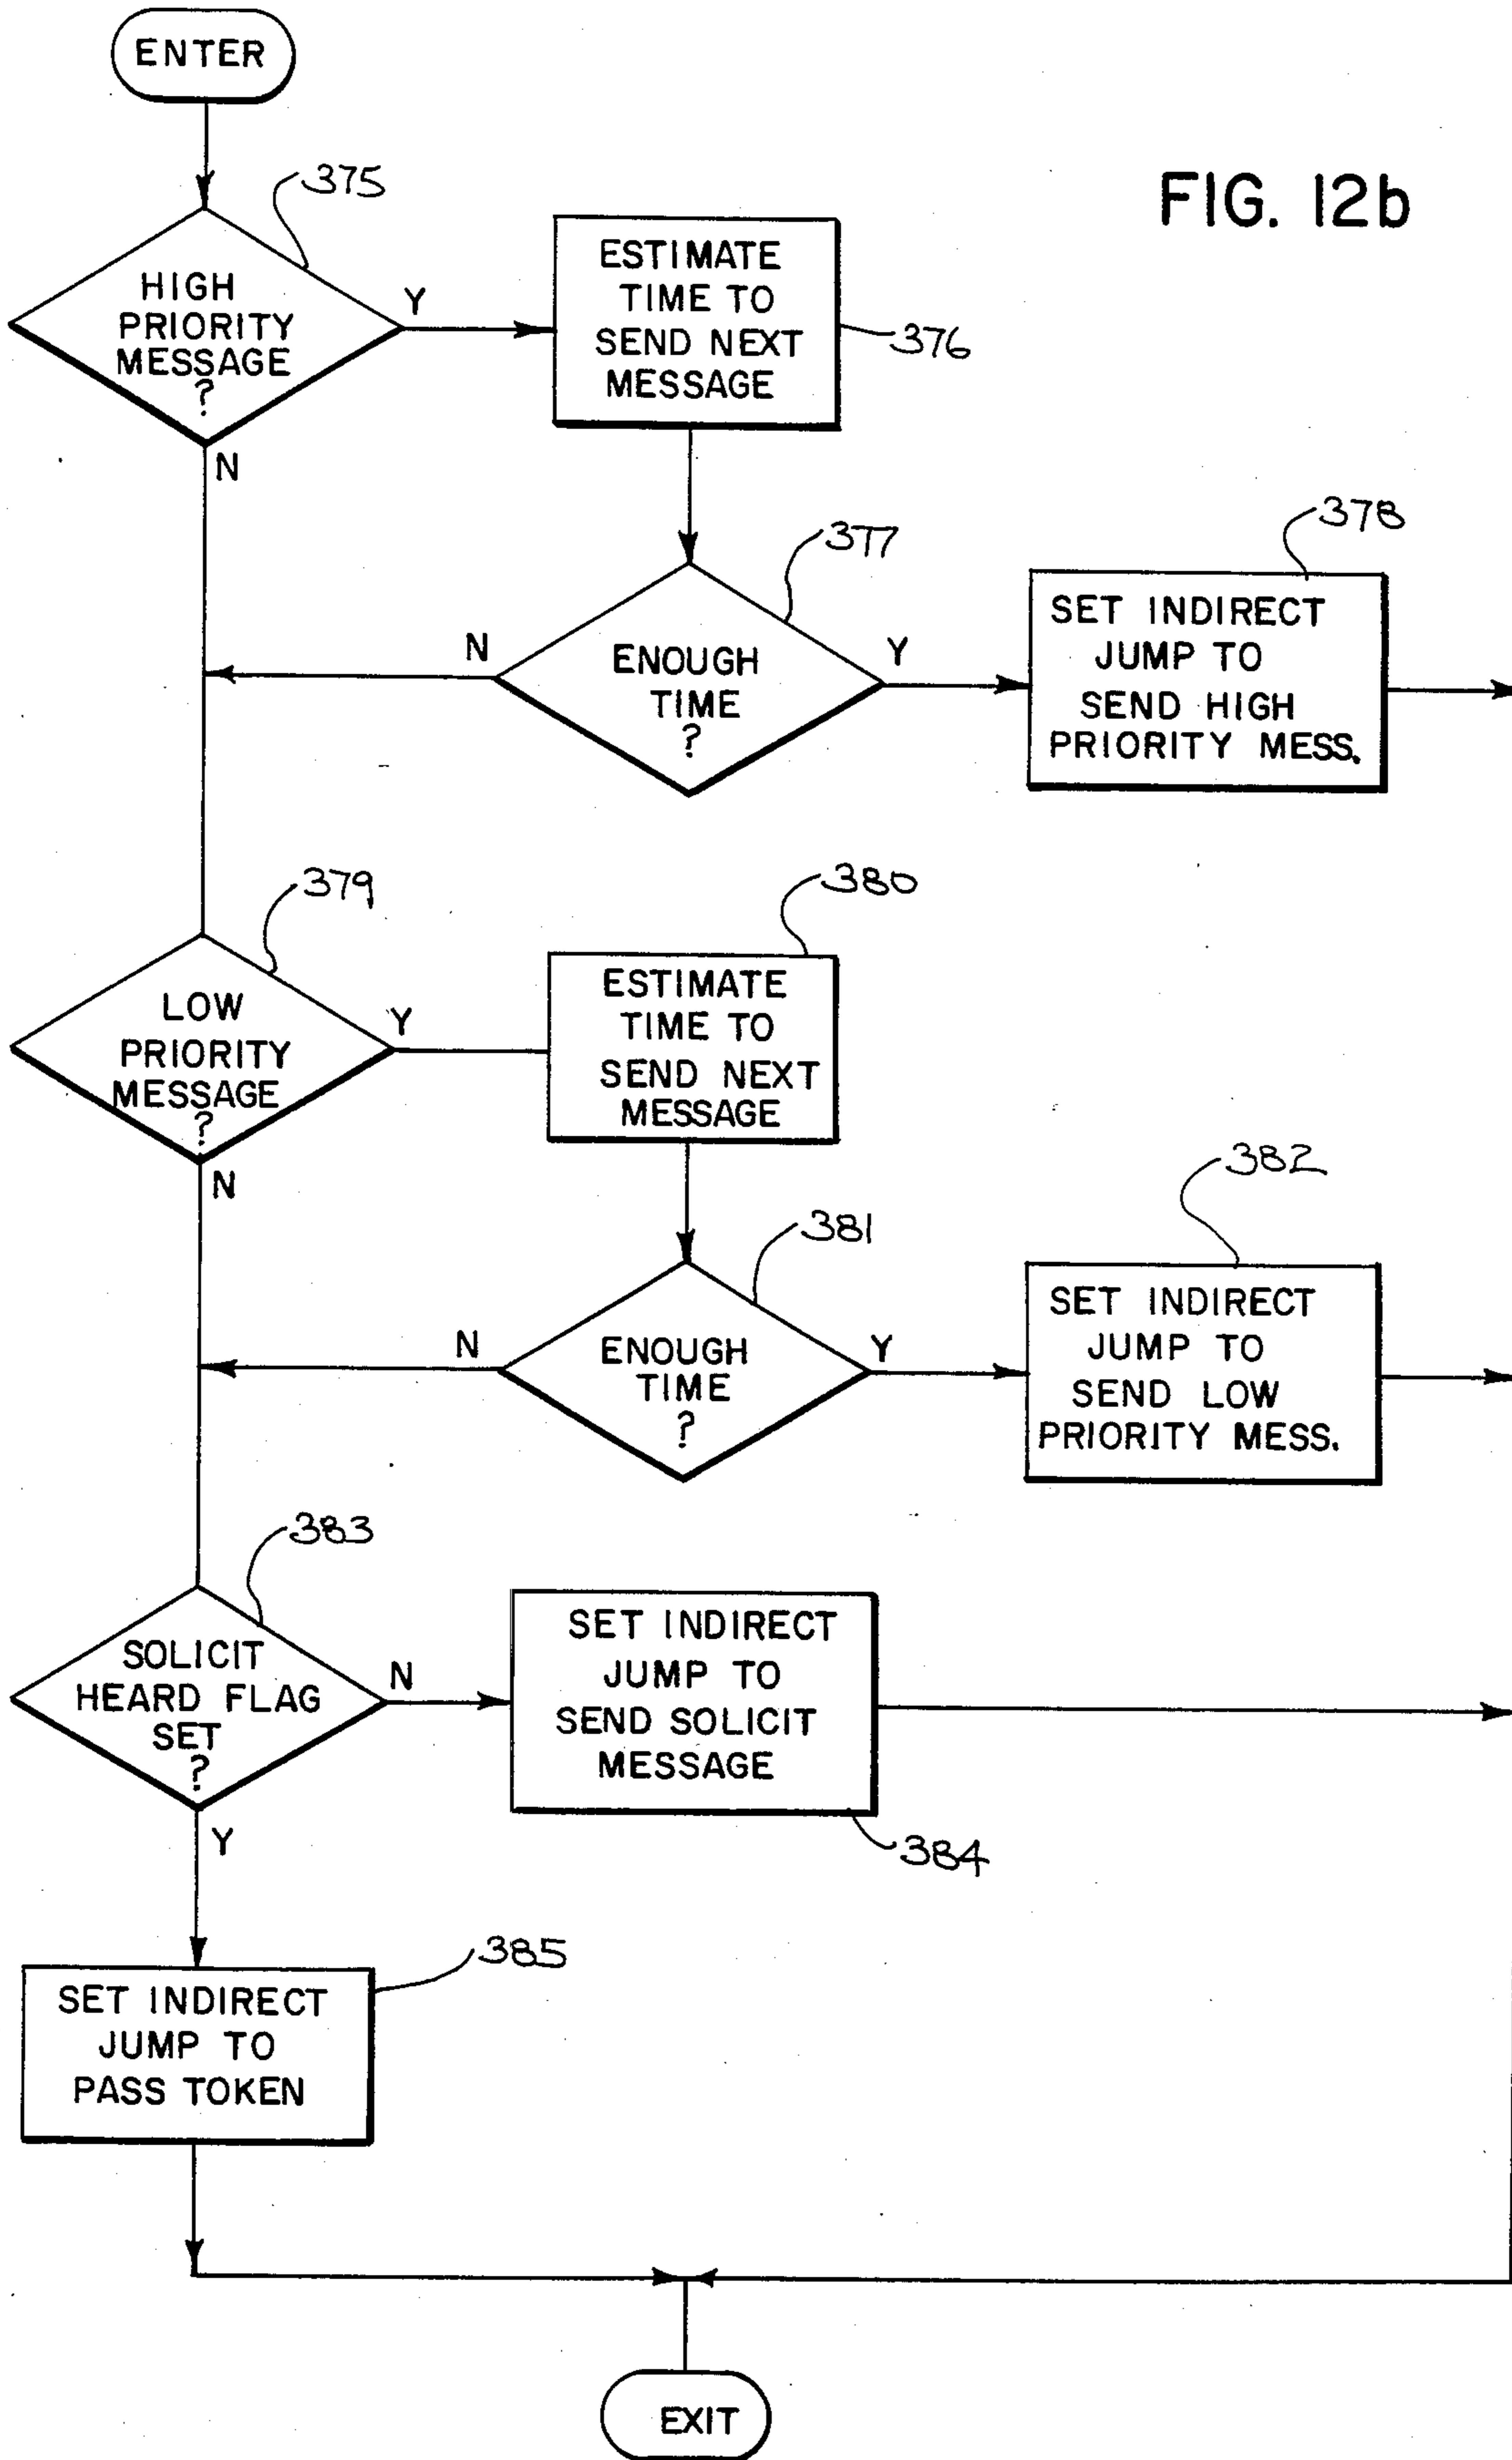 ENTER
FIG. 12b
375
HIGH
PRIORITY
MESSAGE
?
Y
N
ESTIMATE
TIME TO
SEND NEXT
MESSAGE
376
377
ENOUGH
TIME
?
N
Y
378
SET INDIRECT
JUMP TO
SEND HIGH
PRIORITY MESS.
379
LOW
PRIORITY
MESSAGE
?
Y
N
380
ESTIMATE
TIME TO
SEND NEXT
MESSAGE
381
ENOUGH
TIME
?
N
Y
382
SET INDIRECT
JUMP TO
SEND LOW
PRIORITY MESS.
383
SOLICIT
HEARD FLAG
SET
?
N
Y
SET INDIRECT
JUMP TO
SEND SOLICIT
MESSAGE
384
385
SET INDIRECT
JUMP TO
PASS TOKEN
EXIT